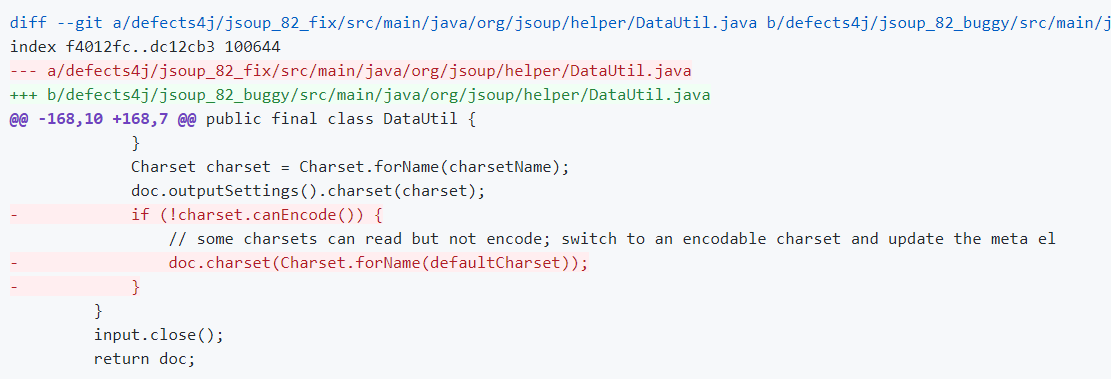 diff --git a/defects4j/jsoup_82_fix/src/main/java/org/jsoup/helper/DataUtil.java b/defects4j/jsoup_82_buggy/src/main/j
index f4012fc..dc12cb3 100644
--- a/defects4j/jsoup_82_fix/src/main/java/org/jsoup/helper/DataUtil.java
+++ b/defects4j/jsoup_82_buggy/src/main/java/org/jsoup/helper/DataUtil.java
@@ -168,10 +168,7 @@ public final class DataUtil {
            }
            Charset charset = Charset.forName(charsetName);
            doc.outputSettings().charset(charset);
-            if (!charset.canEncode()) {
                // some charsets can read but not encode; switch to an encodable charset and update the meta el
-                doc.charset(Charset.forName(defaultCharset));
-            }
        }
        input.close();
        return doc;